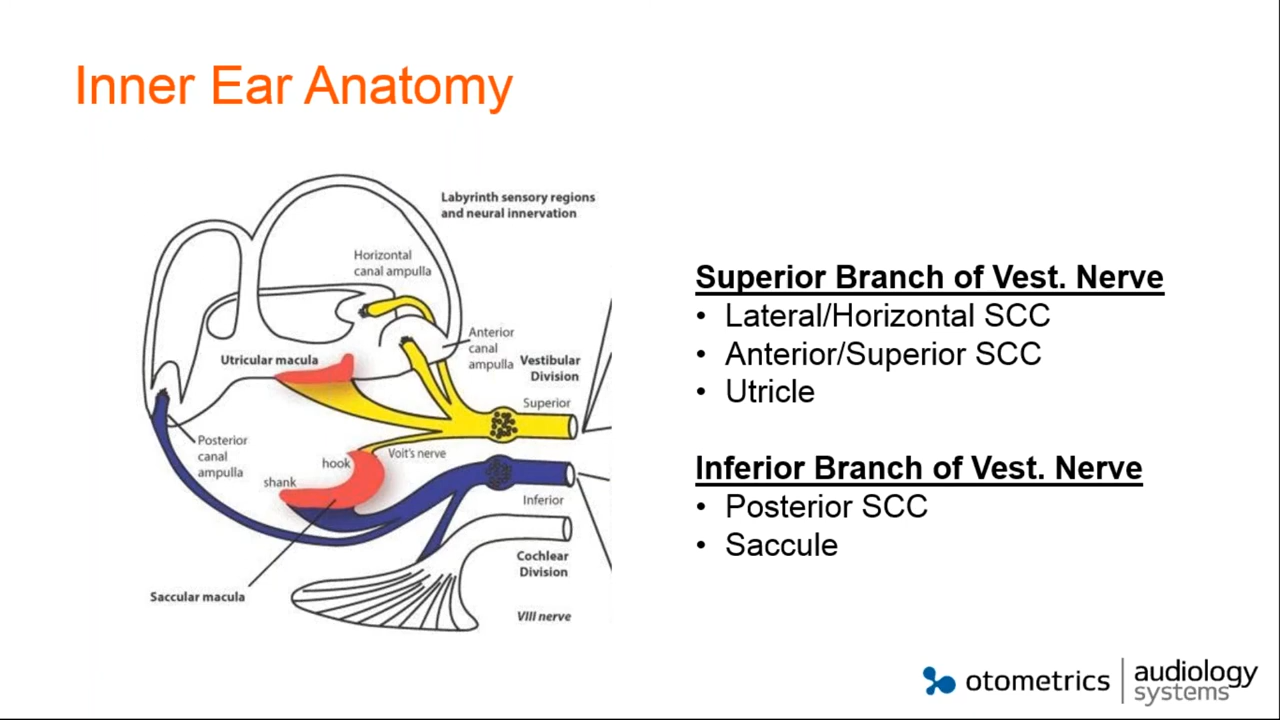 Inner Ear Anatomy
Labyrinth sensory regions
and neural innervation
Horizontal
canal ampulla
Anterior
canal
ampulla
Utricular macula
Vestibular
Division
Superior
Posterior
canal
ampulla
hook
Voit's nerve
shank
Inferior
Cochlear
Division
Saccular macula
VIII nerve
Superior Branch of Vest. Nerve
• Lateral/Horizontal SCC
• Anterior/Superior SCC
• Utricle
Inferior Branch of Vest. Nerve
• Posterior SCC
• Saccule
otometrics
audiology
systems